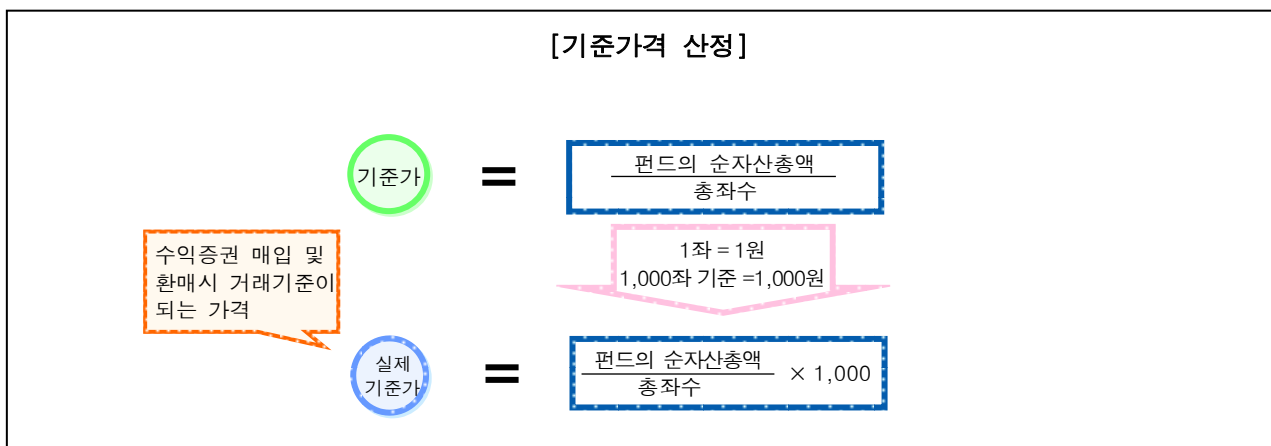 [기준가격 산정]
기준가
=
펀드의 순자산총액
총좌수
1좌 = 1원
1,000좌 기준 =1,000원
수익증권 매입 및
환매시 거래기준이
되는 가격
실제
기준가
=
펀드의 순자산총액
총좌수
× 1,000